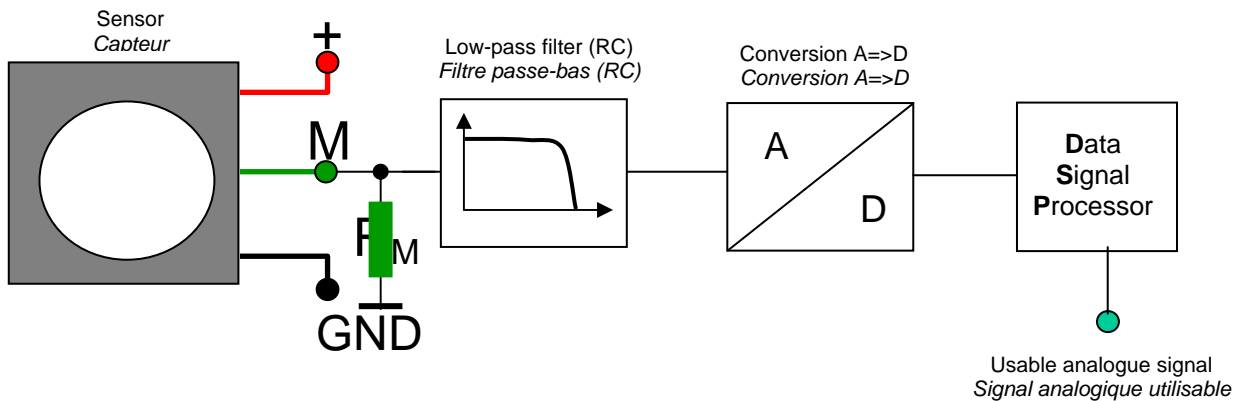 Sensor
Capteur
+
M
R M
GND
Low-pass filter (RC)
Filtre passe-bas (RC)
Conversion A=>D
Conversion A=>D
A
D
Data
Signal
Processor
Usable analogue signal
Signal analogique utilisable